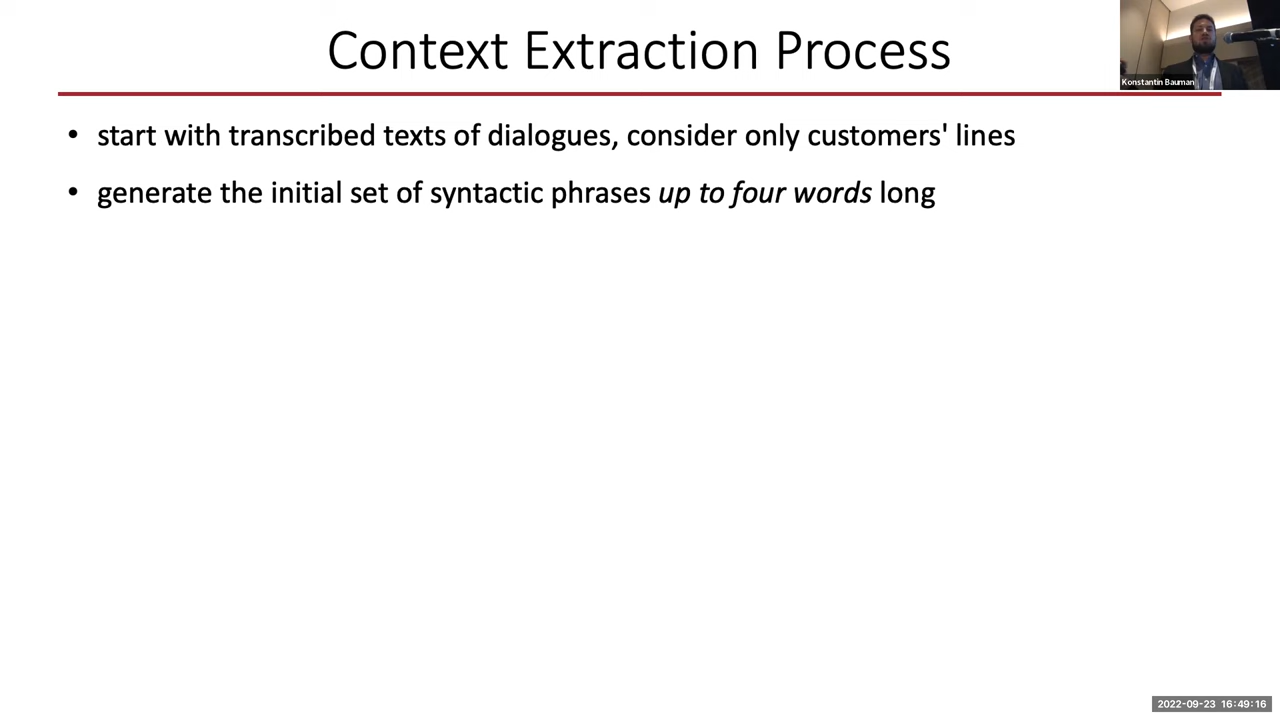 Context Extraction Process
Konstantin Bauman
• start with transcribed texts of dialogues, consider only customers' lines
• generate the initial set of syntactic phrases up to four words long
2022-09-23 16:49:16